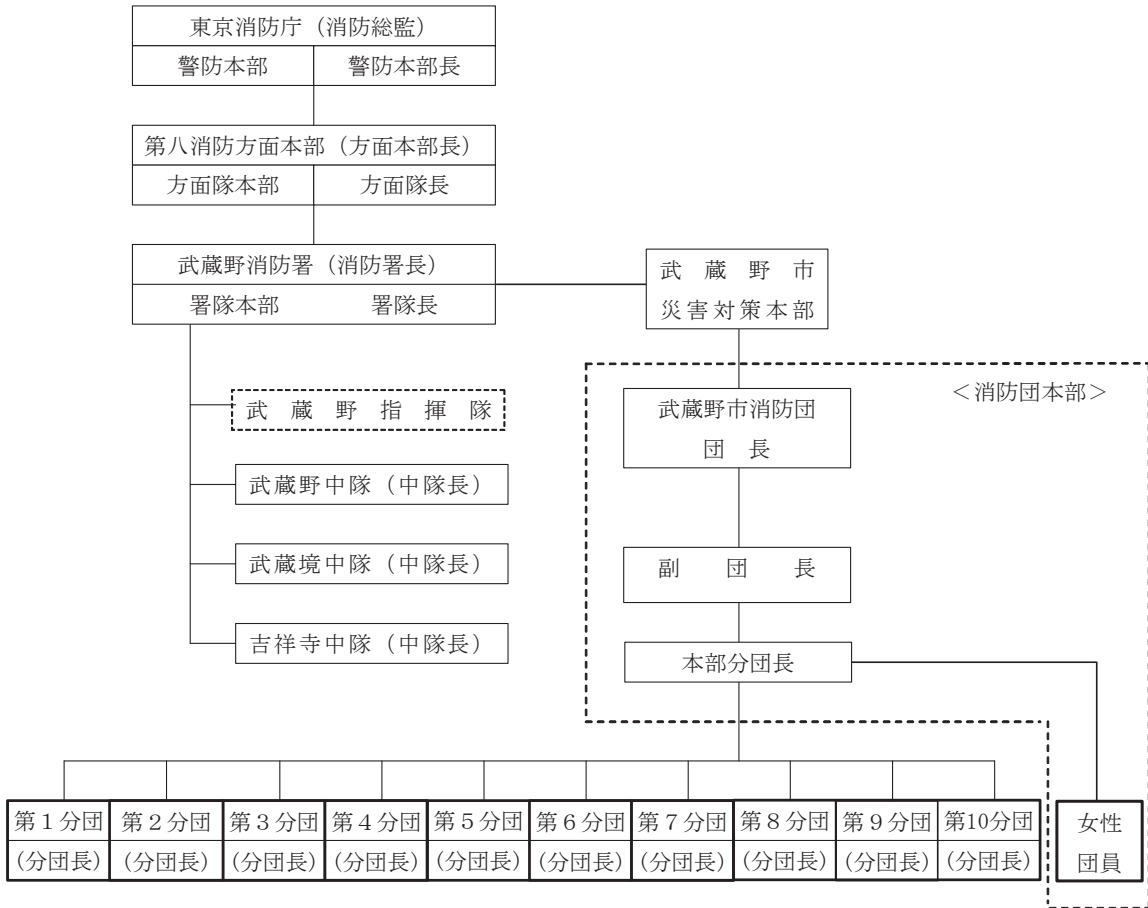 東京消防庁（消防総監）
警防本部 警防本部長
第八消防方面本部（方面本部長）
方面隊本部 方面隊長
武蔵野消防署（消防署長）
署隊本部 署隊長
武蔵野市
災害対策本部
武蔵野指揮隊
武蔵野中隊（中隊長）
武蔵境中隊（中隊長）
吉祥寺中隊（中隊長）
＜消防団本部＞
武蔵野市消防団
団長
副団長
本部分団長
第１分団 第２分団 第３分団 第４分団 第５分団 第６分団 第７分団 第８分団 第９分団 第10分団
(分団長) (分団長) (分団長) (分団長) (分団長) (分団長) (分団長) (分団長) (分団長) (分団長)
女性
団員